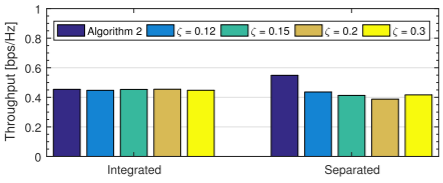 1
0.8
0.6
0.4
0.2
0
Throughput [bps/Hz]
Algorithm 2 ζ = 0.12 ζ = 0.15 ζ = 0.2 ζ = 0.3
Integrated Separated